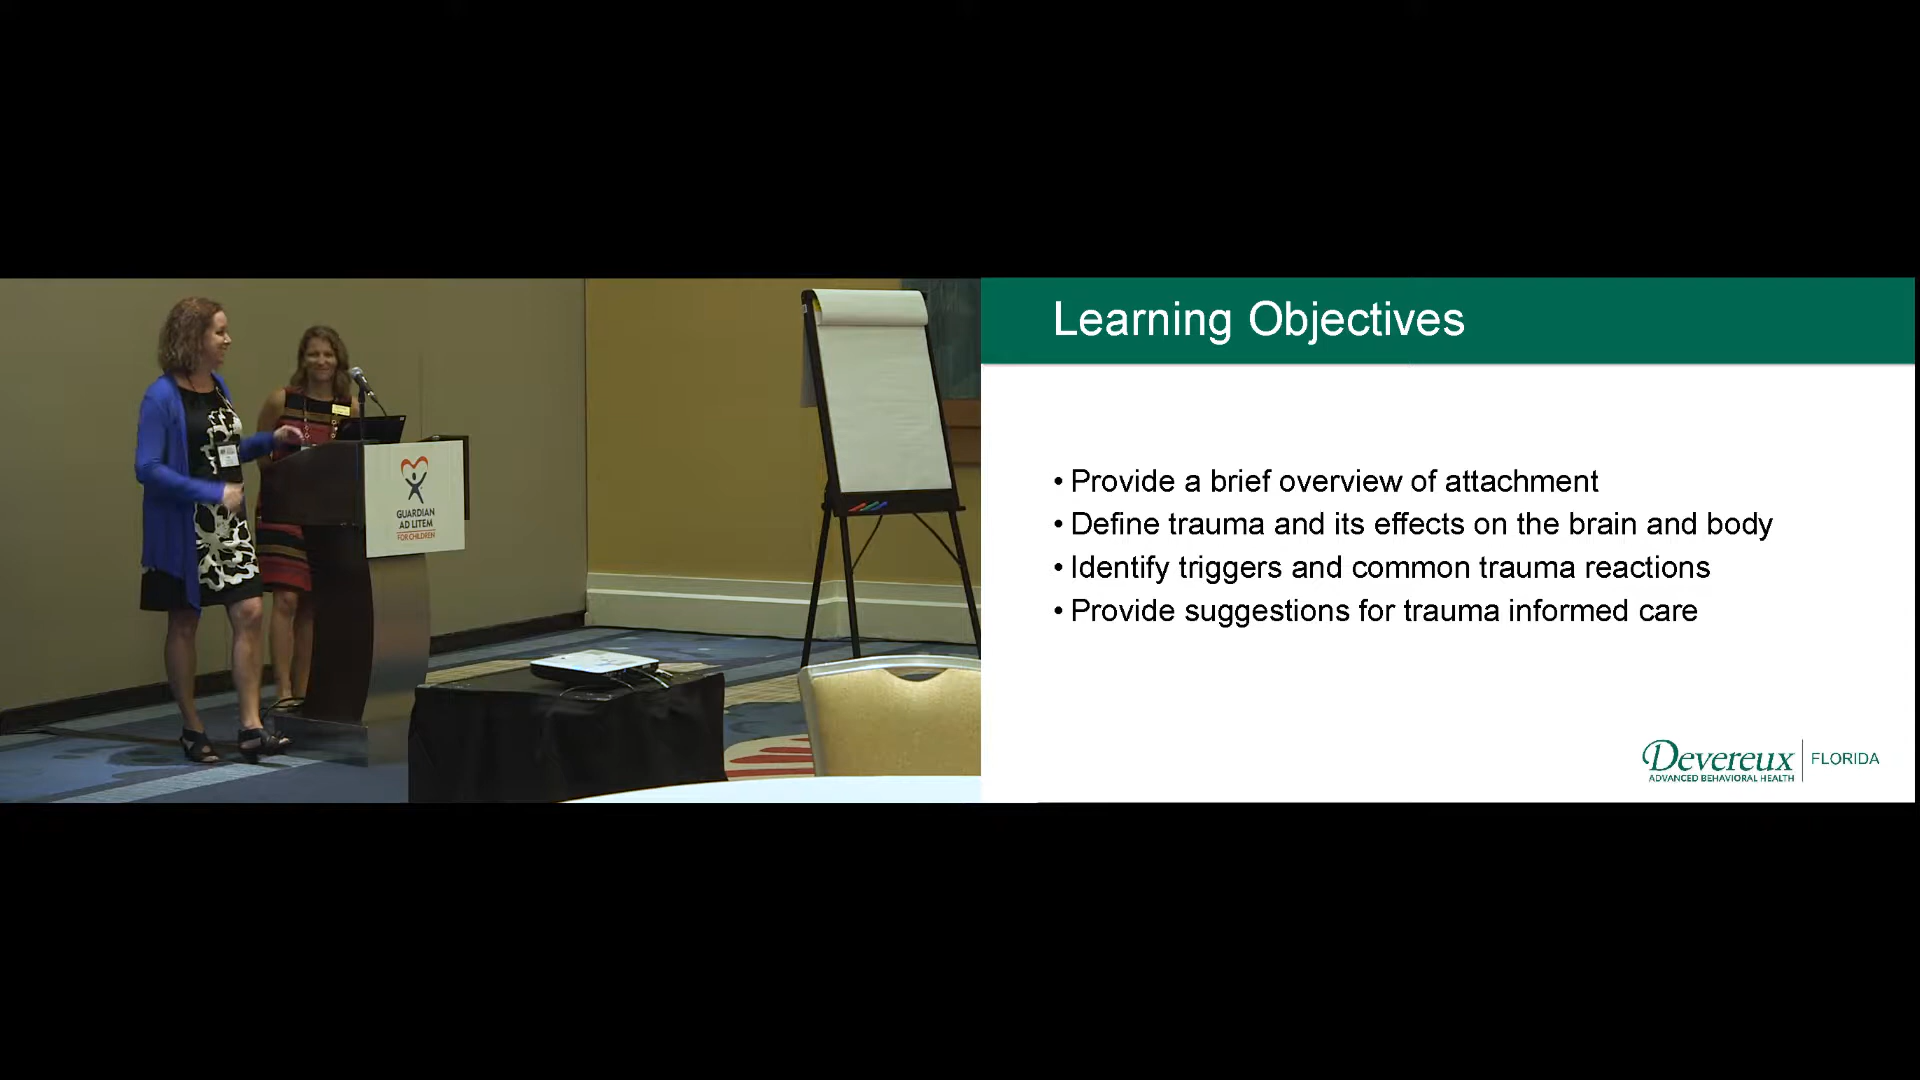 GUARDIAN
AD LITEM
FOR CHILDREN
Learning Objectives
• Provide a brief overview of attachment
• Define trauma and its effects on the brain and body
• Identify triggers and common trauma reactions
• Provide suggestions for trauma informed care
Devereux
ADVANCED BEHAVIORAL HEALTH
FLORIDA